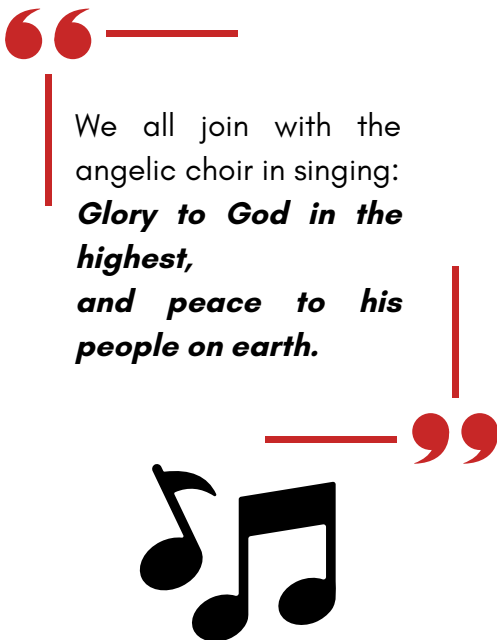 We all join with the
angelic choir in singing:
Glory to God in the
highest,
and peace to his
people on earth.